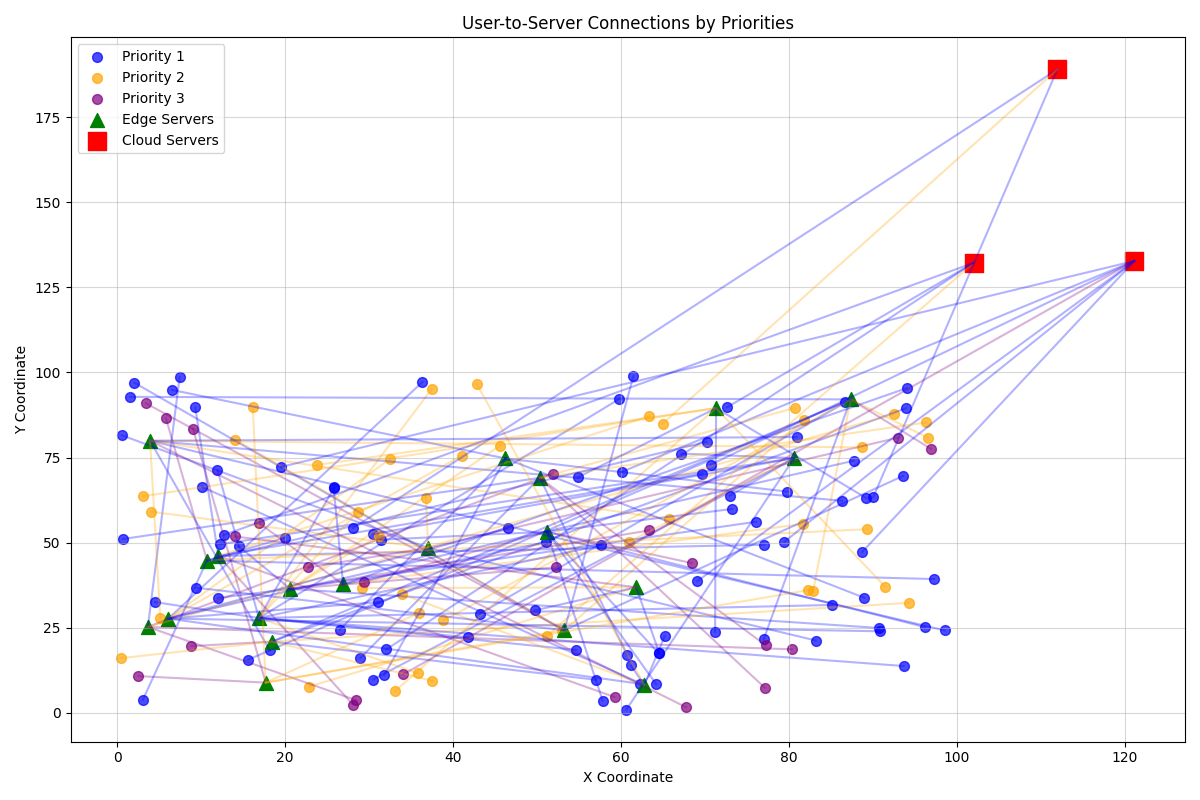 User-to-Server Connections by Priorities
Priority 1
Priority 2
Priority 3
Edge Servers
Cloud Servers
Y Coordinate
175
150
125
100
75
50
25
0
0 20 40 60 80 100 120
X Coordinate